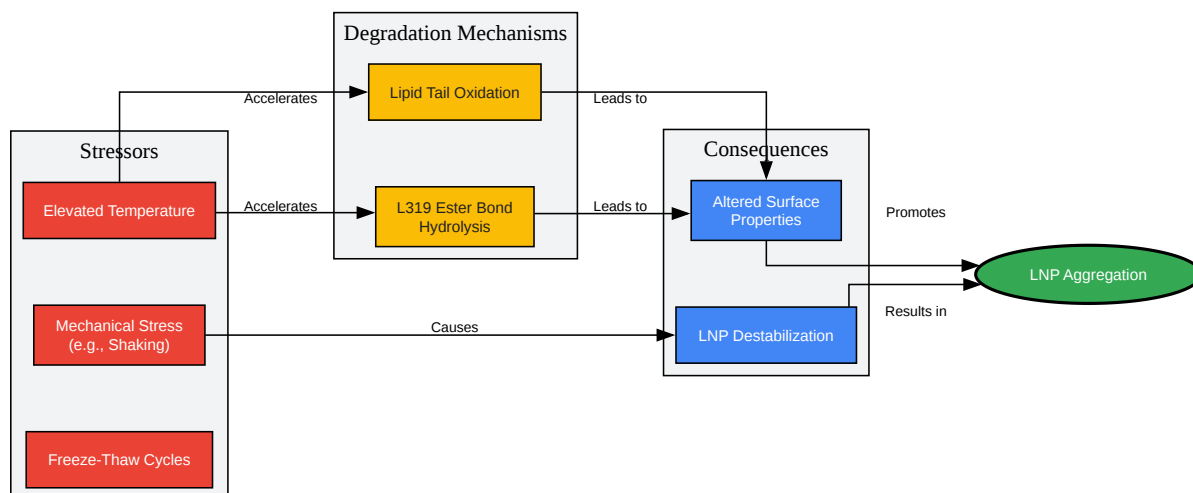 Degradation Mechanisms
Lipid Tail Oxidation
Accelerates
Leads to
Stressors
Consequences
Elevated Temperature
Accelerates
L319 Ester Bond
Hydrolysis
Leads to
Altered Surface
Properties
Promotes
LNP Aggregation
Mechanical Stress
(e.g., Shaking)
Causes
LNP Destabilization
Results in
Freeze-Thaw Cycles